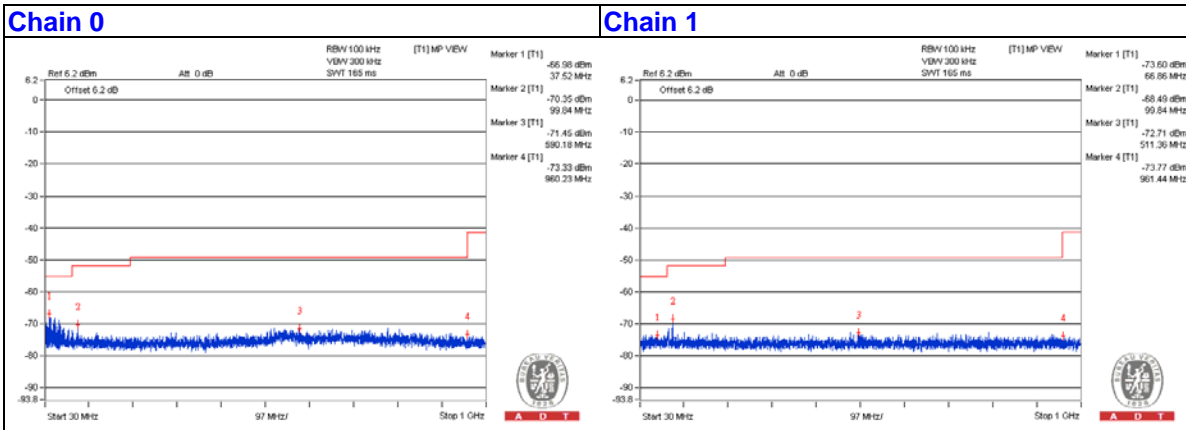 Chain 0
RBW 100 kHz [T1] MP VIEW
VBW 300 kHz
Ref 6.2 dBm Att 0 dB SWT 165 ms
Offset 6.2 dB
Marker 1 [T1]
-66.98 dBm
37.52 MHz
Marker 2 [T1]
-70.35 dBm
99.84 MHz
Marker 3 [T1]
-71.45 dBm
590.18 MHz
Marker 4 [T1]
-73.33 dBm
960.23 MHz
6.2
0
-10
-20
-30
-40
-50
-60
-70
-80
-90
-93.8
1
2
3
4
Start 30 MHz 97 MHz/ Stop 1 GHz
BUREAU VERITAS
1828
A D T
Chain 1
RBW 100 kHz [T1] MP VIEW
VBW 300 kHz
Ref 6.2 dBm Att 0 dB SWT 165 ms
Offset 6.2 dB
Marker 1 [T1]
-73.60 dBm
66.86 MHz
Marker 2 [T1]
-68.49 dBm
99.84 MHz
Marker 3 [T1]
-72.71 dBm
511.36 MHz
Marker 4 [T1]
-73.77 dBm
961.44 MHz
6.2
0
-10
-20
-30
-40
-50
-60
-70
-80
-90
-93.8
1
2
3
4
Start 30 MHz 97 MHz/ Stop 1 GHz
BUREAU VERITAS
1828
A D T